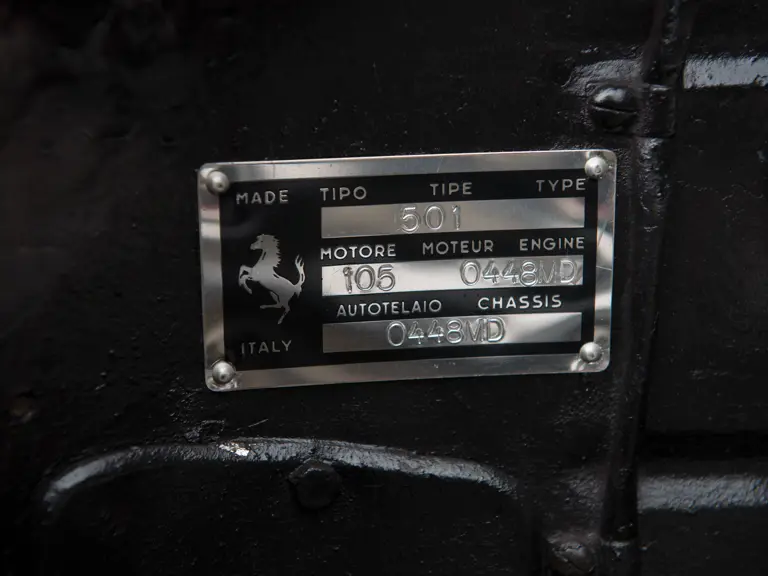 MADE TIPO TIPE TYPE
501
MOTORE MOTEUR ENGINE
105 0448MD
AUTOTELAIO CHASSIS
ITALY 0448MD